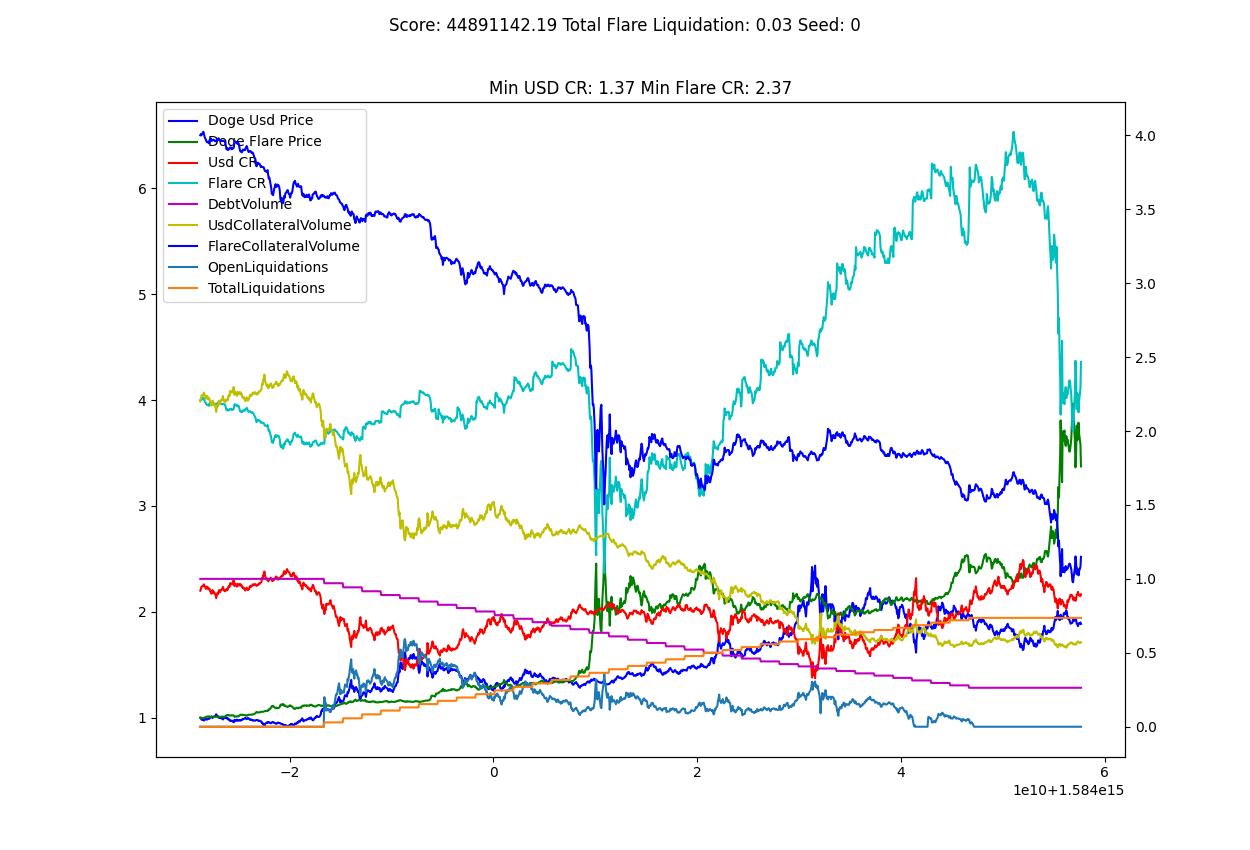 Score: 44891142.19 Total Flare Liquidation: 0.03 Seed: 0
Min USD CR: 1.37 Min Flare CR: 2.37
Doge Usd Price
Doge Flare Price
Usd CR
Flare CR
DebtVolume
UsdCollateralVolume
FlareCollateralVolume
OpenLiquidations
TotalLiquidations
6
5
4
3
2
1
4.0
3.5
3.0
2.5
2.0
1.5
1.0
0.5
0.0
−2
0
2
4
6
1e10+1.584e15